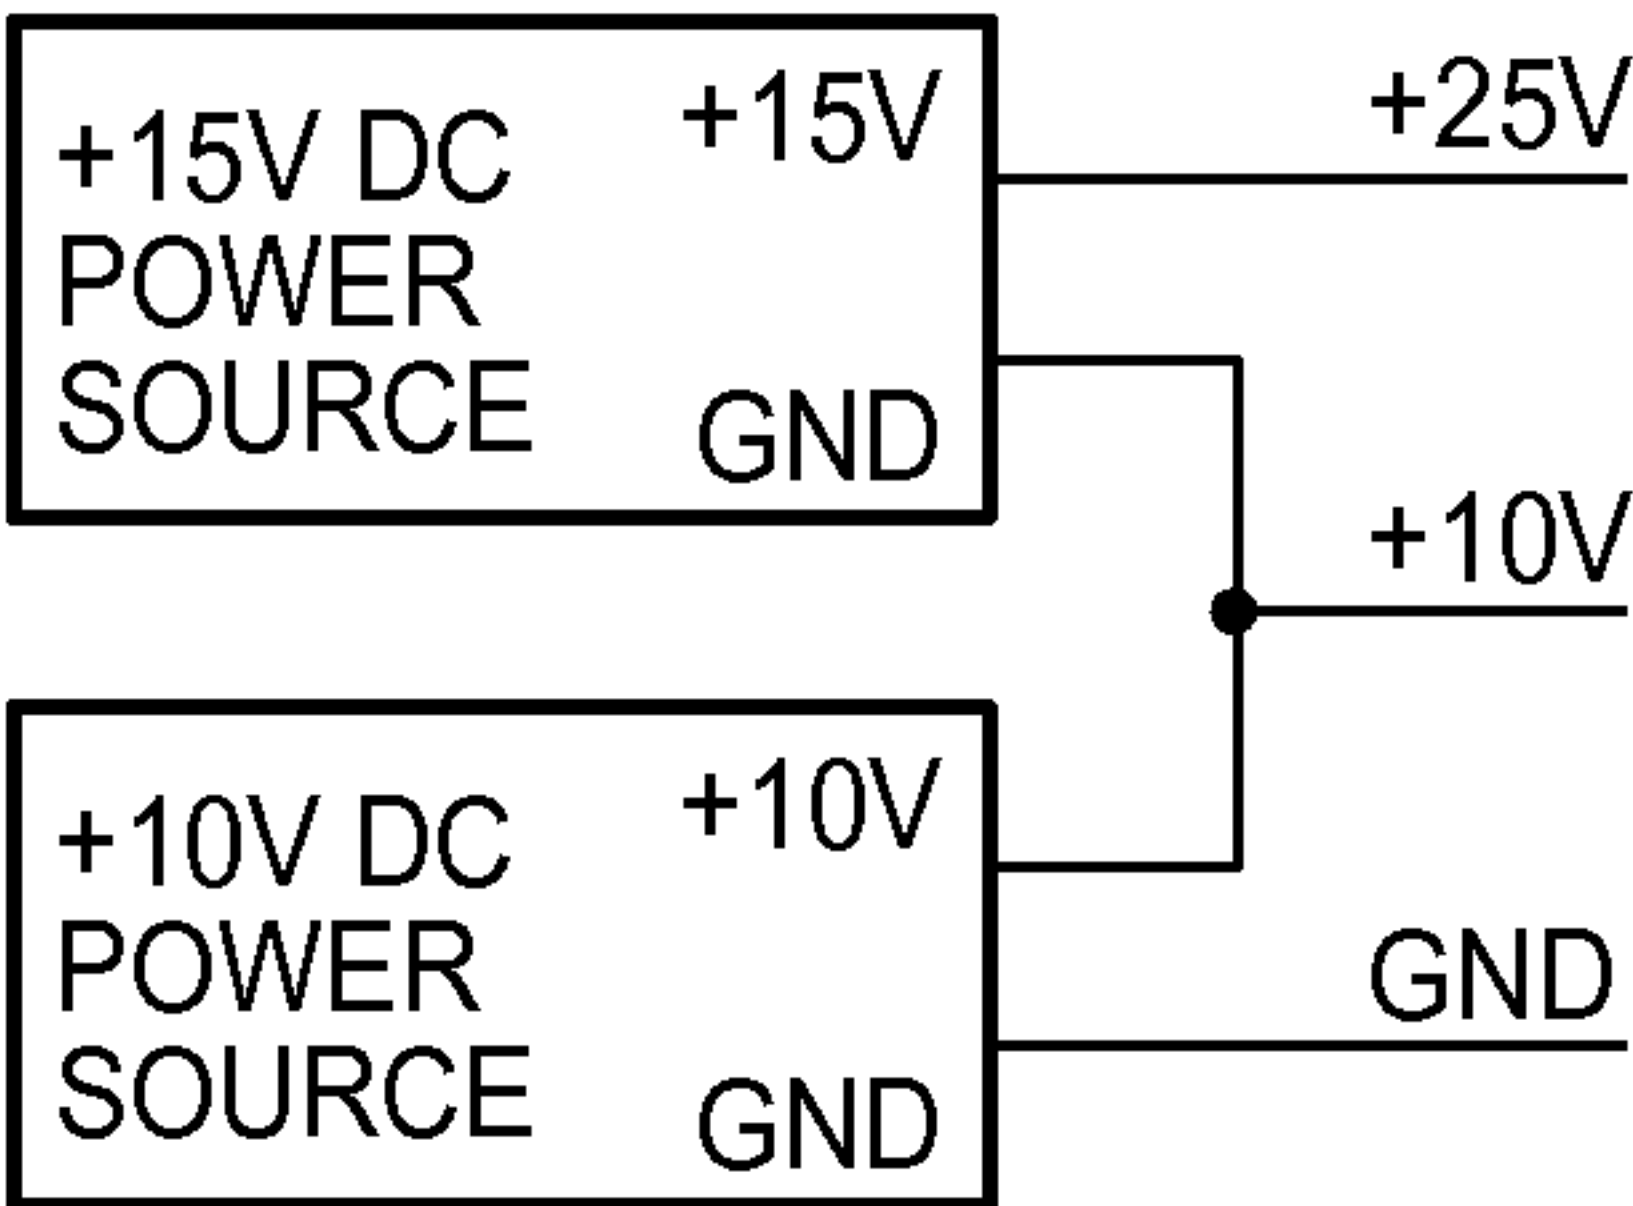 +15V DC
POWER
SOURCE
+15V
GND
+25V
+10V
+10V DC
POWER
SOURCE
+10V
GND
GND